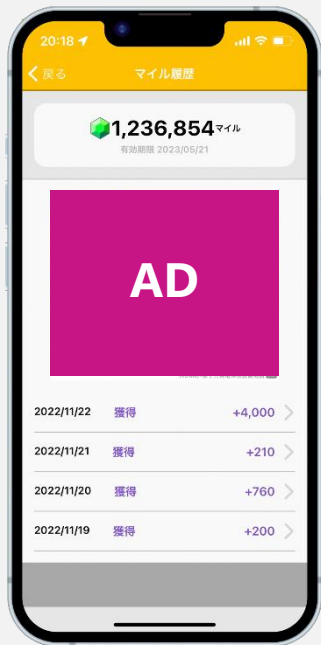 20:18
戻る マイル履歴
1,236,854マイル
有効期限 2023/05/21
AD
2022/11/22 獲得 +4,000
2022/11/21 獲得 +210
2022/11/20 獲得 +760
2022/11/19 獲得 +200